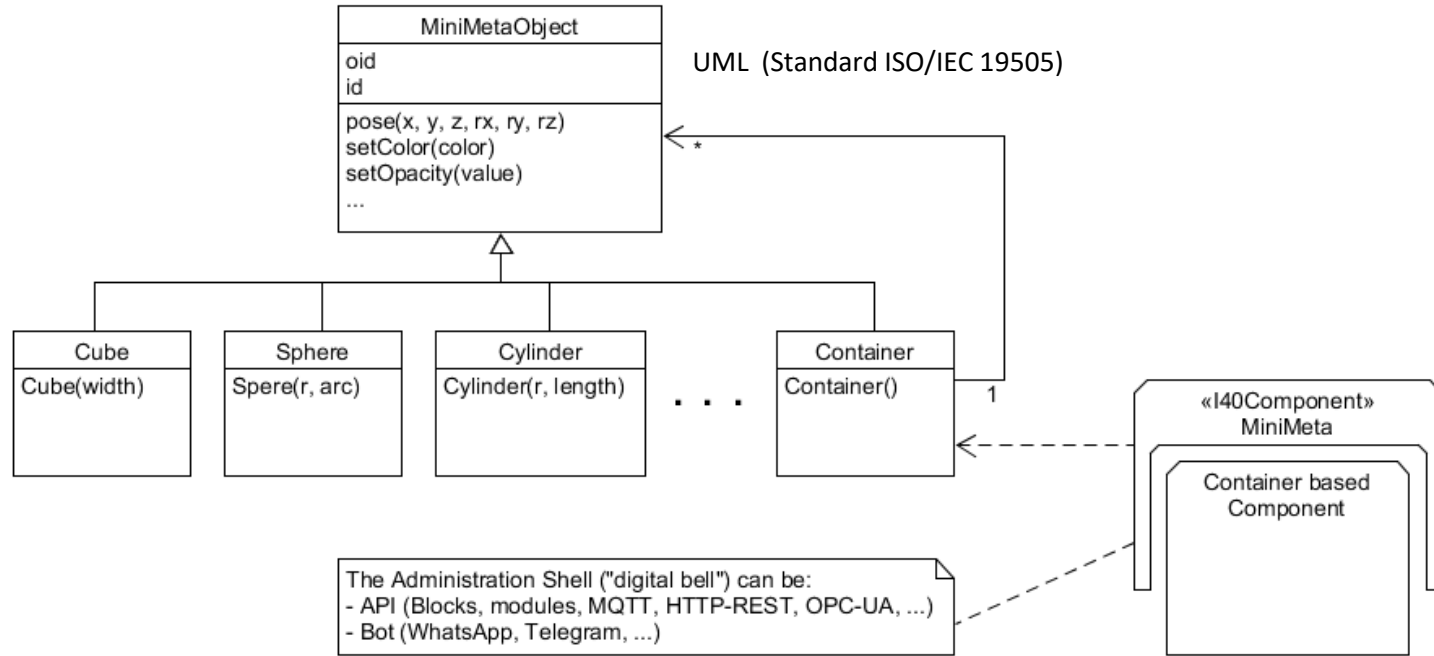 MiniMetaObject
oid
id
pose(x, y, z, rx, ry, rz)
setColor(color)
setOpacity(value)
...
UML (Standard ISO/IEC 19505)
*
1
Cube
Cube(width)
Sphere
Spere(r, arc)
Cylinder
Cylinder(r, length)
. . .
Container
Container()
«I40Component»
MiniMeta
Container based
Component
The Administration Shell ("digital bell") can be:
- API (Blocks, modules, MQTT, HTTP-REST, OPC-UA, ...)
- Bot (WhatsApp, Telegram, ...)